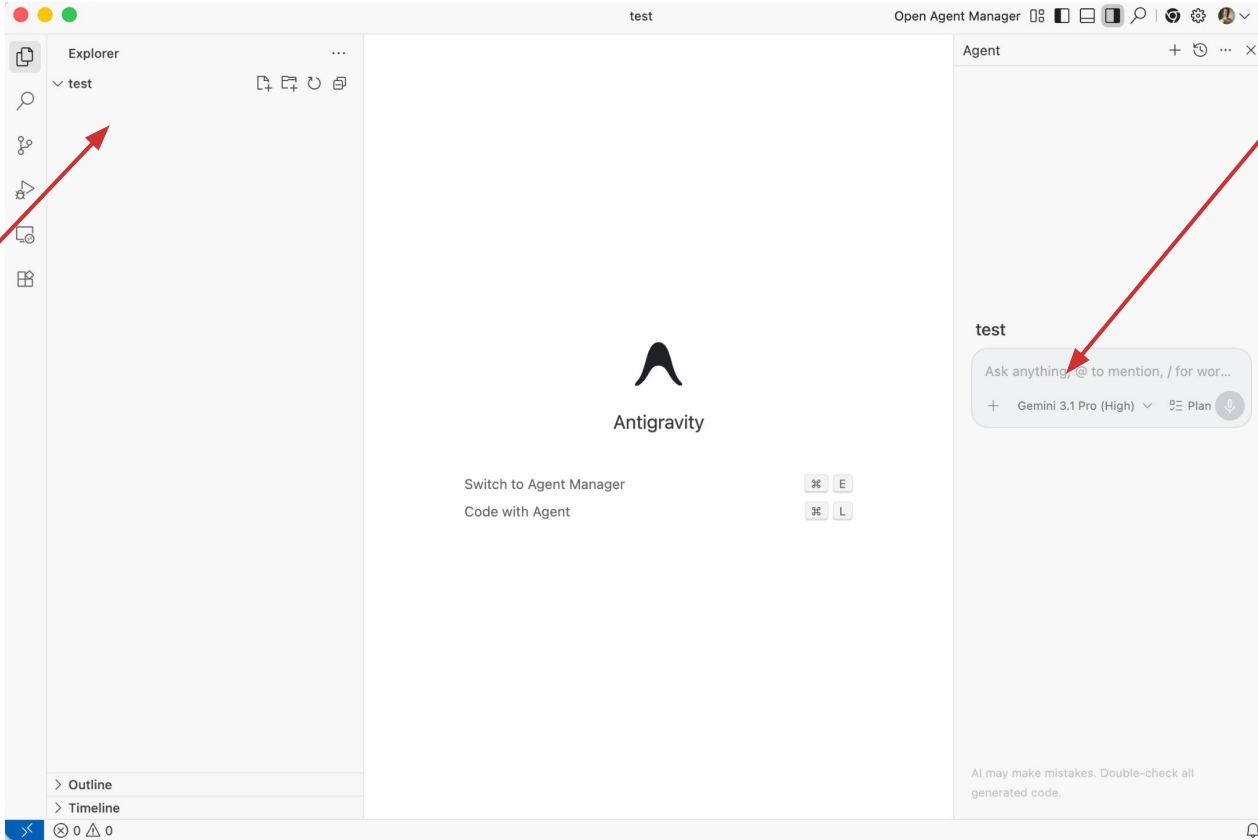 test
Open Agent Manager
Explorer
test
Agent
test
Ask anything, @ to mention, / for wor...
Gemini 3.1 Pro (High)
Plan
Antigravity
Switch to Agent Manager ⌘ E
Code with Agent ⌘ L
AI may make mistakes. Double-check all
generated code.
Outline
Timeline
0 0